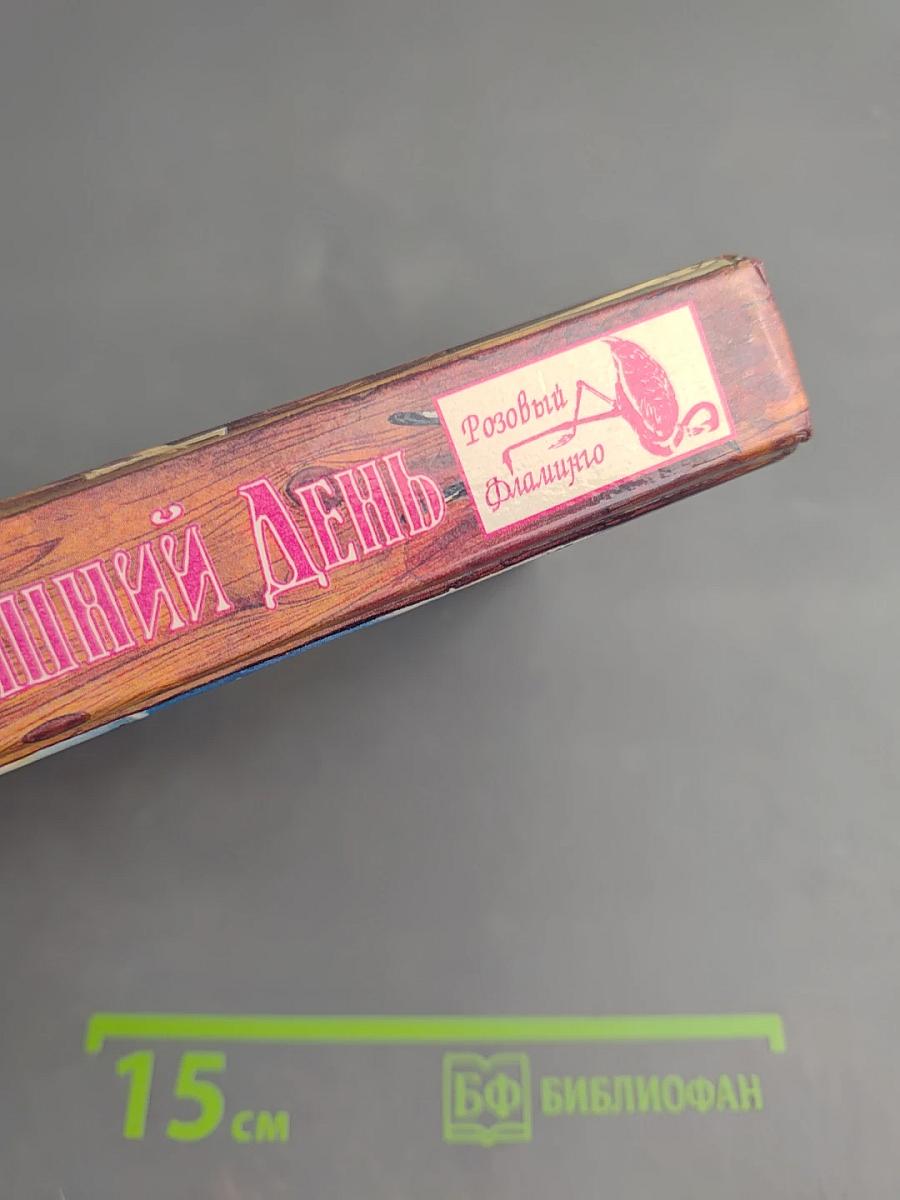 шний День
Розовый
Фламинго
15 см
БФ БИБЛИОФАН